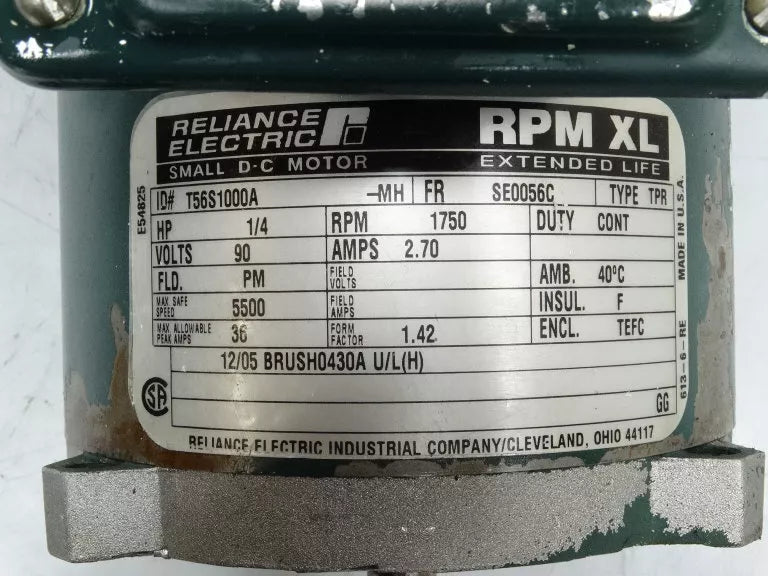 RELIANCE
ELECTRIC
RPM XL
SMALL D-C MOTOR EXTENDED LIFE
ID# T56S1000A -MH FR SE0056C TYPE TPR
HP 1/4 RPM 1750 DUTY CONT
VOLTS 90 AMPS 2.70
FLD. PM FIELD VOLTS AMB. 40°C
MAX SAFE SPEED 5500 FIELD AMPS INSUL. F
MAX ALLOWABLE PEAK AMPS 36 FORM FACTOR 1.42 ENCL. TEFC
12/05 BRUSH0430A U/L(H)
GG
RELIANCE ELECTRIC INDUSTRIAL COMPANY/CLEVELAND, OHIO 44117
E54825
MADE IN U.S.A.
613-6-RE
CSA